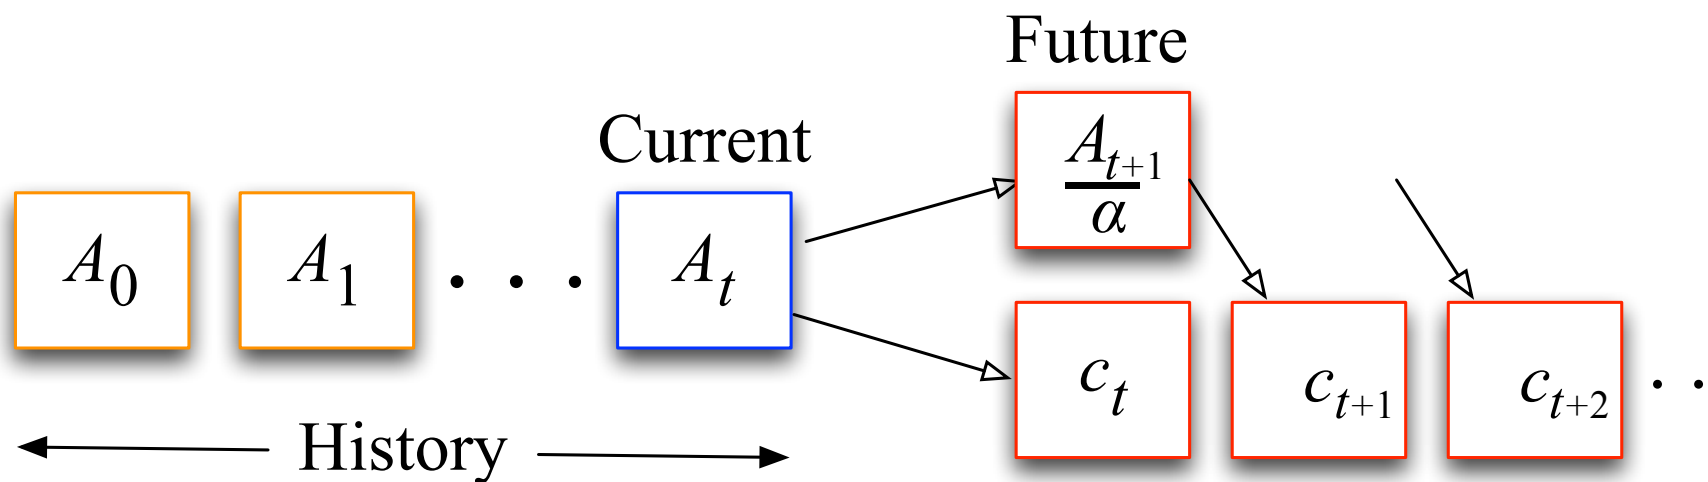 Future
Current
A_{t+1}/α
A_0 A_1 . . . A_t
c_t c_{t+1} c_{t+2} . .
History